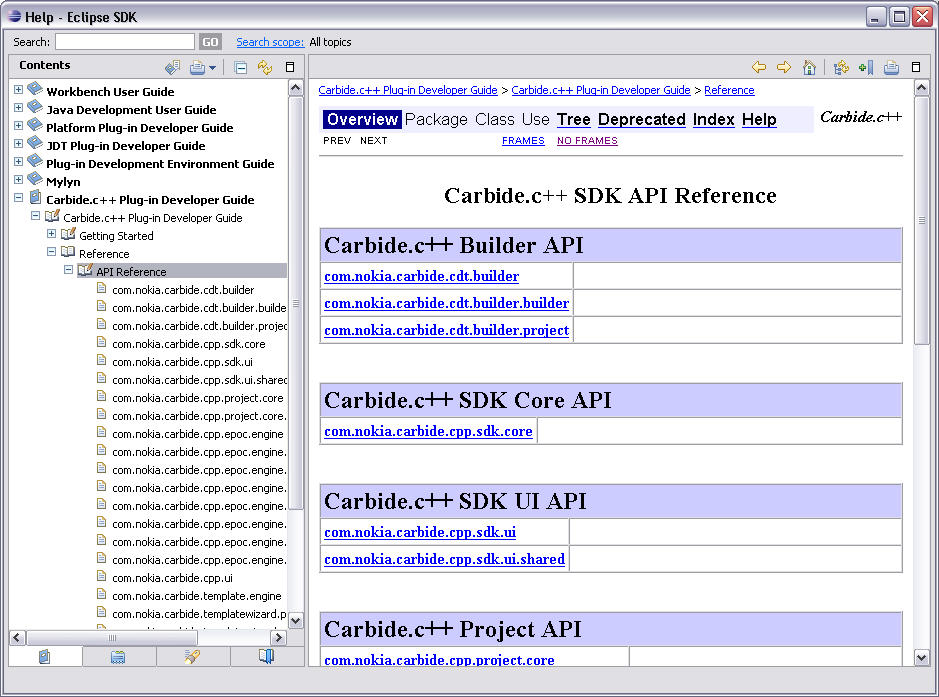 Help - Eclipse SDK
Search: GO Search scope: All topics
Contents
Workbench User Guide
Java Development User Guide
Platform Plug-in Developer Guide
JDT Plug-in Developer Guide
Plug-in Development Environment Guide
Mylyn
Carbide.c++ Plug-in Developer Guide
Carbide.c++ Plug-in Developer Guide
Getting Started
Reference
API Reference
com.nokia.carbide.cdt.builder
com.nokia.carbide.cdt.builder.builde
com.nokia.carbide.cdt.builder.projec
com.nokia.carbide.cpp.sdk.core
com.nokia.carbide.cpp.sdk.ui
com.nokia.carbide.cpp.sdk.ui.shared
com.nokia.carbide.cpp.project.core
com.nokia.carbide.cpp.project.core.
com.nokia.carbide.cpp.epoc.engine
com.nokia.carbide.cpp.epoc.engine.
com.nokia.carbide.cpp.epoc.engine.
com.nokia.carbide.cpp.epoc.engine.
com.nokia.carbide.cpp.epoc.engine.
com.nokia.carbide.cpp.epoc.engine.
com.nokia.carbide.cpp.epoc.engine.
com.nokia.carbide.cpp.epoc.engine.
com.nokia.carbide.cpp.ui
com.nokia.carbide.template.engine
com.nokia.carbide.templatewizard.p
Carbide.c++ Plug-in Developer Guide > Carbide.c++ Plug-in Developer Guide > Reference
Overview Package Class Use Tree Deprecated Index Help
Carbide.c++
PREV NEXT FRAMES NO FRAMES
Carbide.c++ SDK API Reference
Carbide.c++ Builder API
com.nokia.carbide.cdt.builder
com.nokia.carbide.cdt.builder.builder
com.nokia.carbide.cdt.builder.project
Carbide.c++ SDK Core API
com.nokia.carbide.cpp.sdk.core
Carbide.c++ SDK UI API
com.nokia.carbide.cpp.sdk.ui
com.nokia.carbide.cpp.sdk.ui.shared
Carbide.c++ Project API
com.nokia.carbide.cpp.project.core